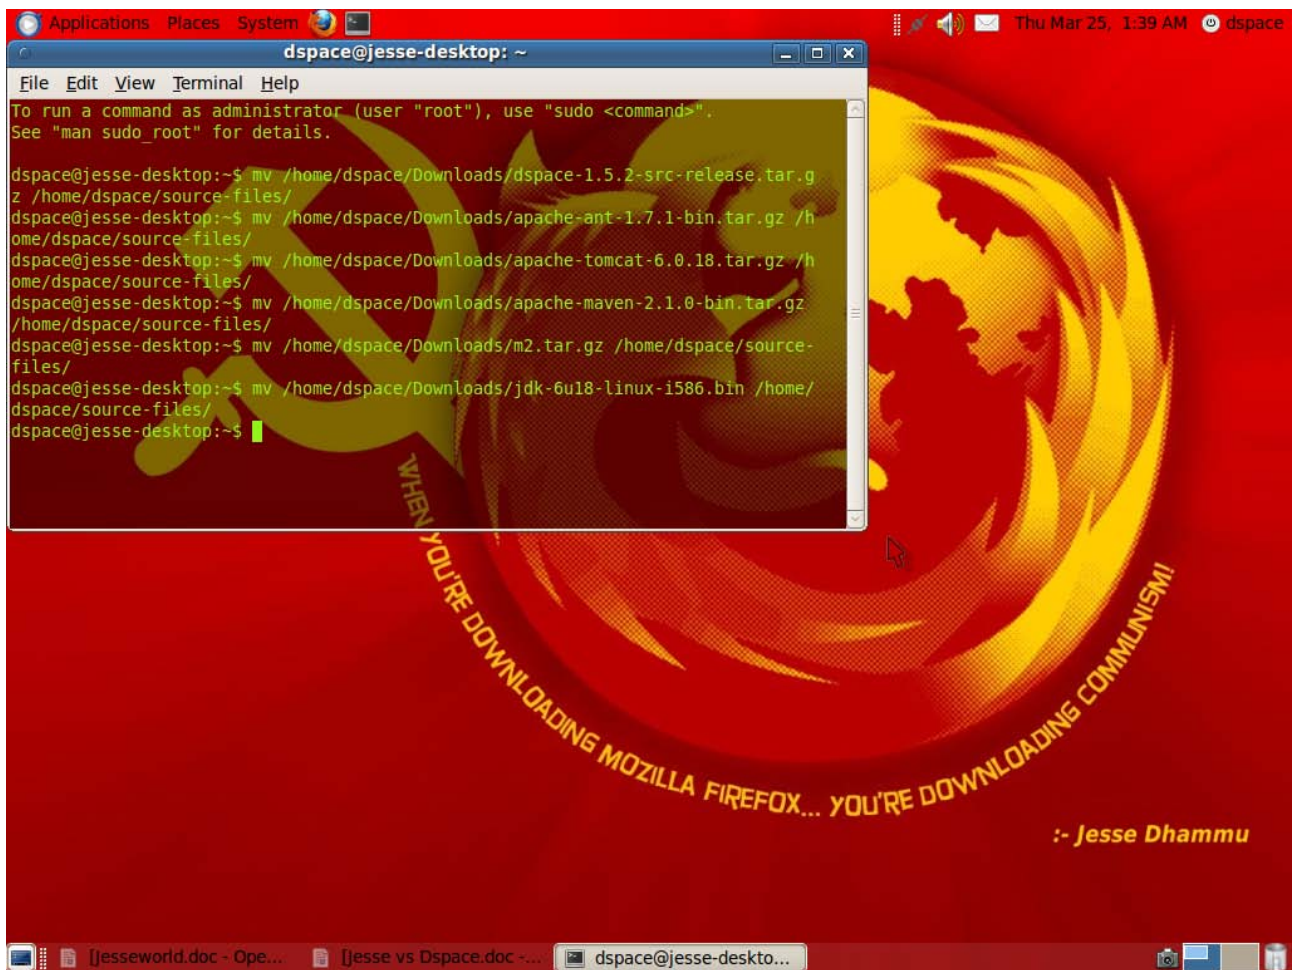 Applications Places System Thu Mar 25, 1:39 AM dspace
dspace@jesse-desktop: ~
File Edit View Terminal Help
To run a command as administrator (user "root"), use "sudo <command>".
See "man sudo_root" for details.
dspace@jesse-desktop:~$ mv /home/dspace/Downloads/dspace-1.5.2-src-release.tar.g
z /home/dspace/source-files/
dspace@jesse-desktop:~$ mv /home/dspace/Downloads/apache-ant-1.7.1-bin.tar.gz /h
ome/dspace/source-files/
dspace@jesse-desktop:~$ mv /home/dspace/Downloads/apache-tomcat-6.0.18.tar.gz /h
ome/dspace/source-files/
dspace@jesse-desktop:~$ mv /home/dspace/Downloads/apache-maven-2.1.0-bin.tar.gz
/home/dspace/source-files/
dspace@jesse-desktop:~$ mv /home/dspace/Downloads/m2.tar.gz /home/dspace/source-
files/
dspace@jesse-desktop:~$ mv /home/dspace/Downloads/jdk-6u18-linux-i586.bin /home/
dspace/source-files/
dspace@jesse-desktop:~$
WHEN YOU'RE DOWNLOADING MOZILLA FIREFOX... YOU'RE DOWNLOADING COMMUNISM!
:- Jesse Dhammu
[Jesseworld.doc - Ope... [Jesse vs Dspace.doc -... dspace@jesse-deskto...